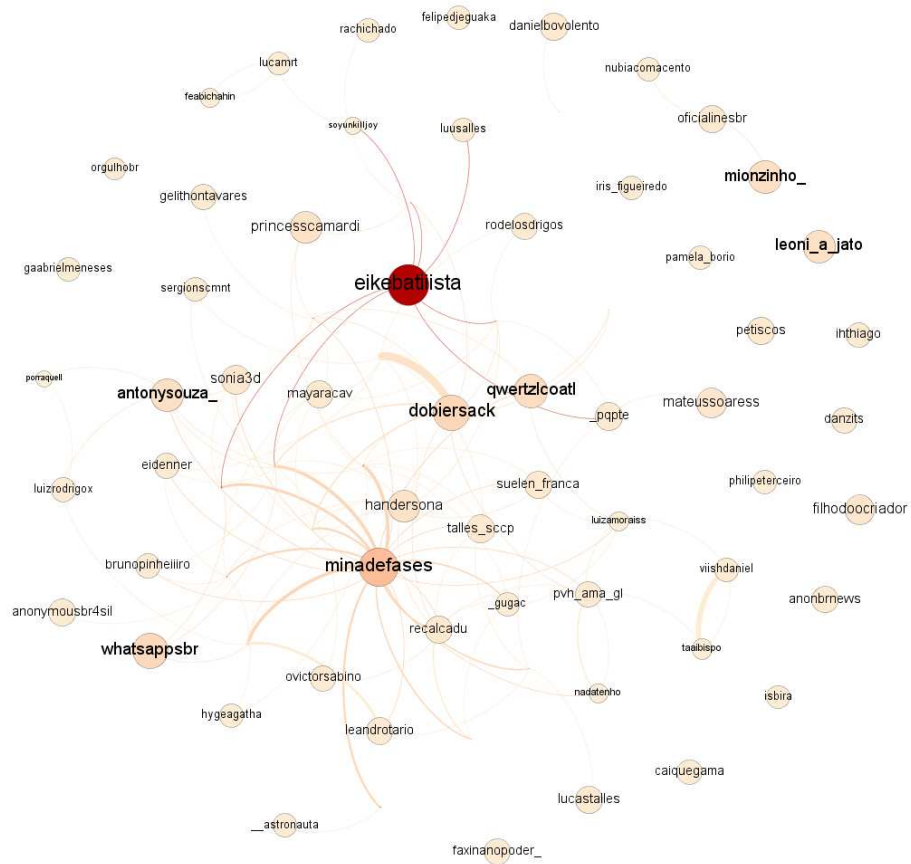 felipedjeguaka
rachichado
danielbovolento
lucamrt
nubiacomacento
feabichahin
soyunkilljoy
luusalles
oficialinesbr
orgulhobr
gelithontavares
iris_figueiredo
mionzinho_
princesscamardi
rodelosdrigos
leoni_a_jato
pamela_borio
gaabrielmeneses
eikebatiiista
sergionscmnt
petiscos
ihthiago
porraquell
antonysouza_
sonia3d
mayaracav
qwertzlcoatl
dobiersack
_pqpte
mateussoaress
danzits
eidenner
luizrodrigox
suelen_franca
philipeterceiro
handersona
filhodoocriador
talles_sccp
luizamoraiss
brunopinheiiiro
minadefases
viishdaniel
anonymousbr4sil
_gugac
pvh_ama_gl
anonbrnews
recalcadu
whatsappsbr
taaibispo
ovictorsabino
nadatenho
isbira
hygeagatha
leandrotario
caiquegama
lucastalles
__astronauta
faxinanopoder_